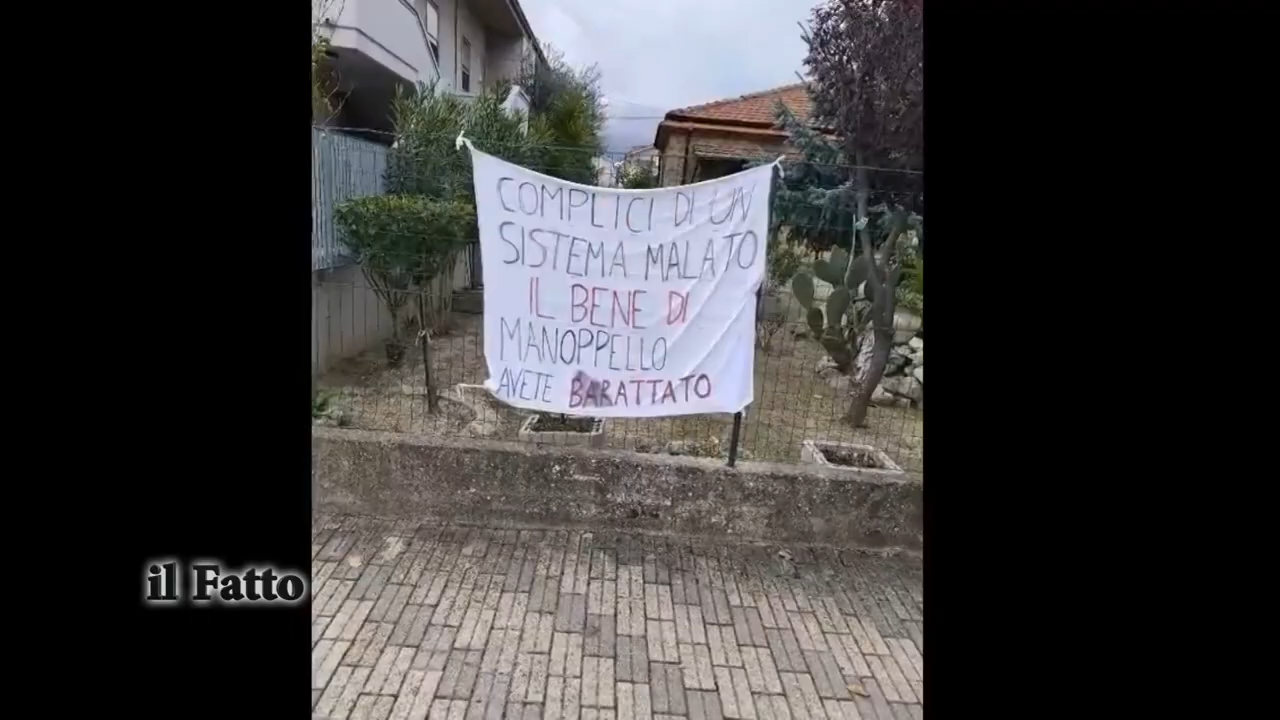 COMPLICI DI UN
SISTEMA MALATO
IL BENE DI
MANOPPELLO
AVETE BARATTATO
il Fatto